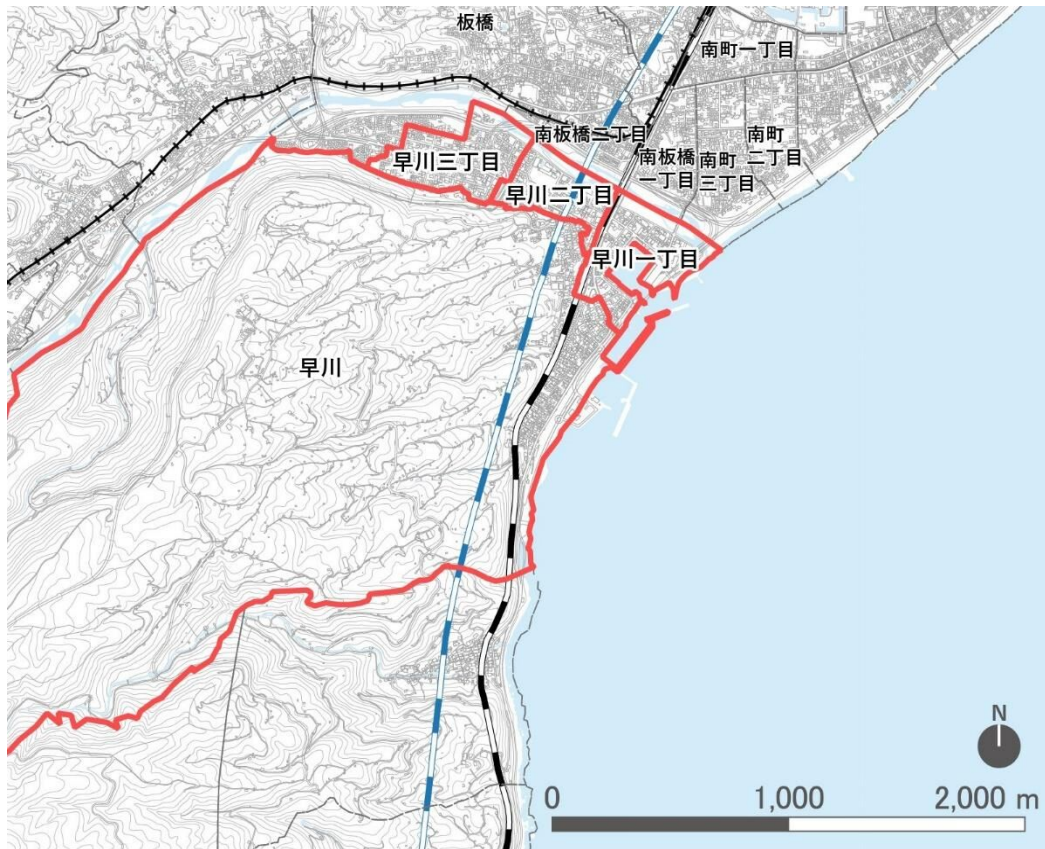 板橋
南町一丁目
南板橋二丁目
南町
二丁目
南板橋
一丁目
南町
三丁目
早川三丁目
早川二丁目
早川一丁目
早川
N
0 1,000 2,000 m